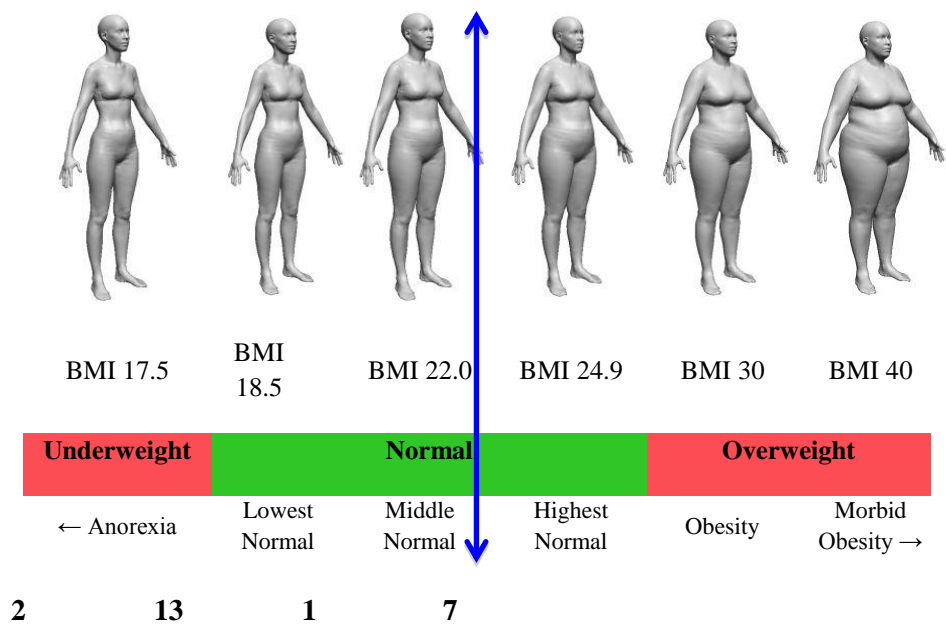 BMI 17.5 BMI 18.5 BMI 22.0 BMI 24.9 BMI 30 BMI 40
Underweight Normal Overweight
← Anorexia Lowest Normal Middle Normal Highest Normal Obesity Morbid Obesity →
2 13 1 7